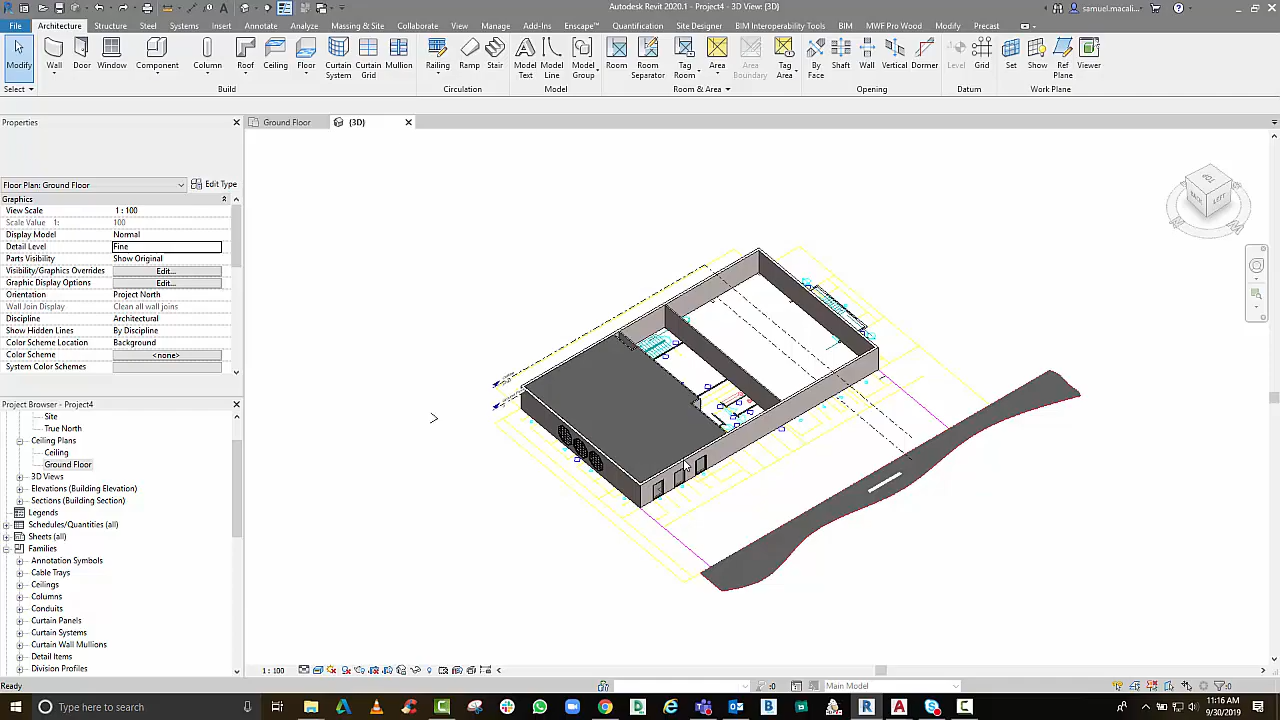 Autodesk Revit 2020.1 - Project4 - 3D View: {3D}
samuel.macali...
File Architecture Structure Steel Systems Insert Annotate Analyze Massing & Site Collaborate View Manage Add-Ins Enscape™ Quantification Site Designer BIM Interoperability Tools BIM MWF Pro Wood Modify Precast
Modify Wall Door Window Component Column Roof Ceiling Floor Curtain System Curtain Grid Mullion Railing Ramp Stair Model Text Model Line Model Group Room Room Separator Tag Room Area Area Boundary Tag Area By Face Shaft Wall Vertical Dormer Level Grid Set Show Ref Plane Viewer
Select Build Circulation Model Room & Area Opening Datum Work Plane
Properties
Ground Floor {3D}
Floor Plan: Ground Floor Edit Type
Graphics
View Scale 1 : 100
Scale Value 1: 100
Display Model Normal
Detail Level Fine
Parts Visibility Show Original
Visibility/Graphics Overrides Edit...
Graphic Display Options Edit...
Orientation Project North
Wall Join Display Clean all wall joins
Discipline Architectural
Show Hidden Lines By Discipline
Color Scheme Location Background
Color Scheme <none>
System Color Schemes
Project Browser - Project4
Site
True North
Ceiling Plans
Ceiling
Ground Floor
3D Views
Elevations (Building Elevation)
Sections (Building Section)
Legends
Schedules/Quantities (all)
Sheets (all)
Families
Annotation Symbols
Cable Trays
Ceilings
Columns
Conduits
Curtain Panels
Curtain Systems
Curtain Wall Mullions
Detail Items
Division Profiles
TOP
BACK LEFT
1 : 100
Ready :0 Main Model :0
Type here to search
11:16 AM
9/30/2019